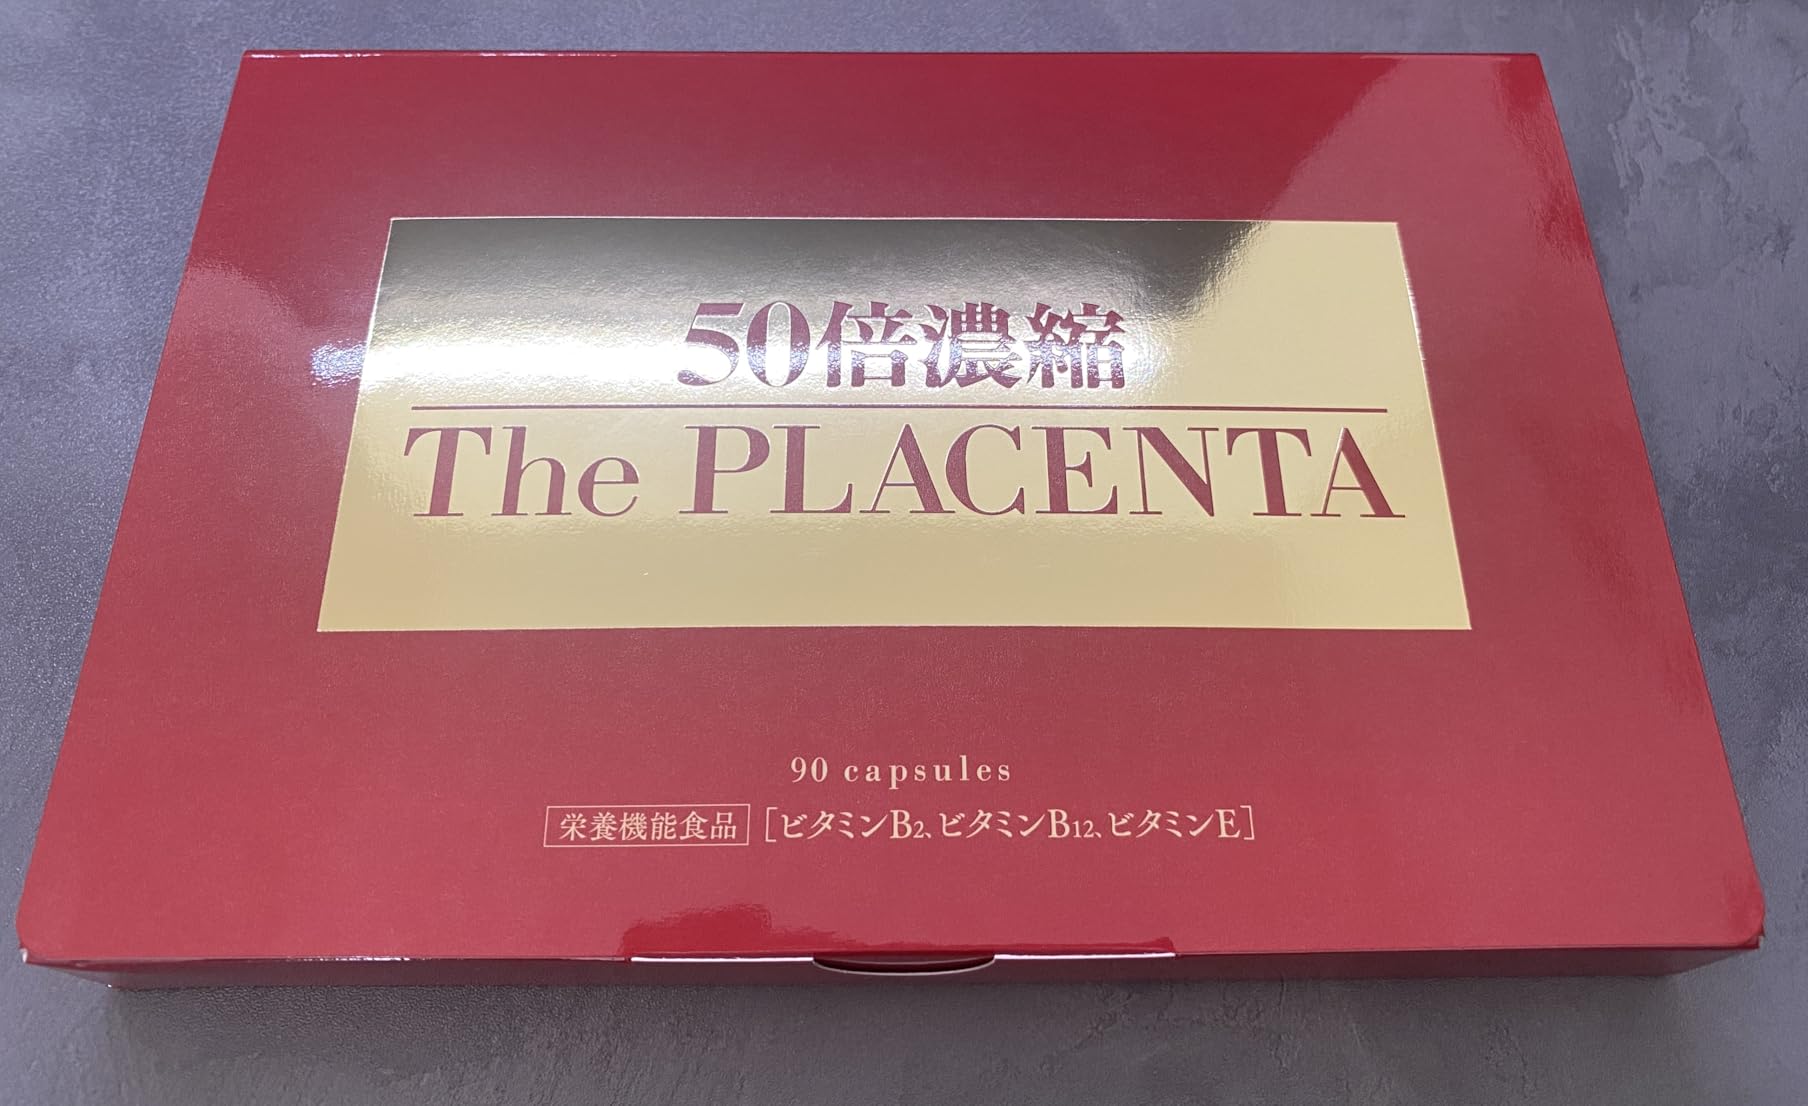 50倍濃縮
The PLACENTA
90 capsules
栄養機能食品 [ビタミンB2、ビタミンB12、ビタミンE]